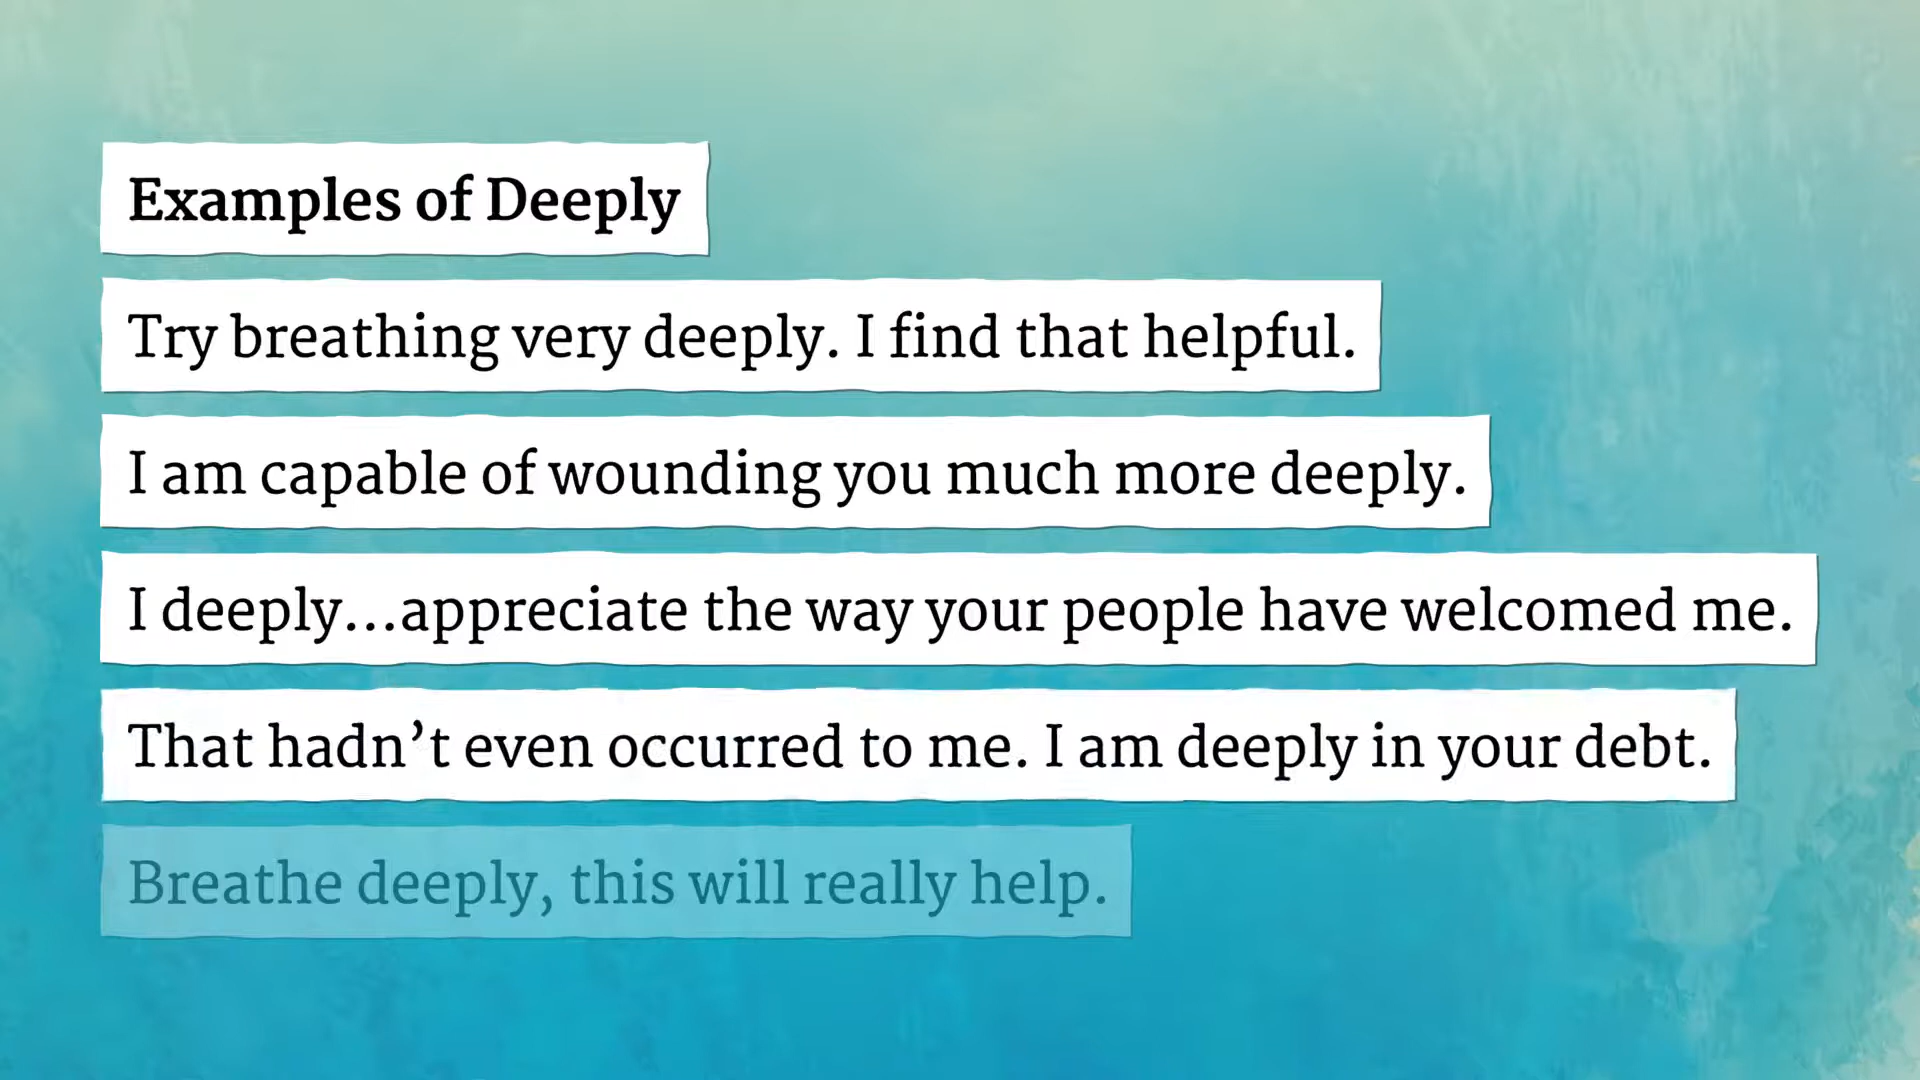 Examples of Deeply
Try breathing very deeply. I find that helpful.
I am capable of wounding you much more deeply.
I deeply...appreciate the way your people have welcomed me.
That hadn’t even occurred to me. I am deeply in your debt.
Breathe deeply, this will really help.